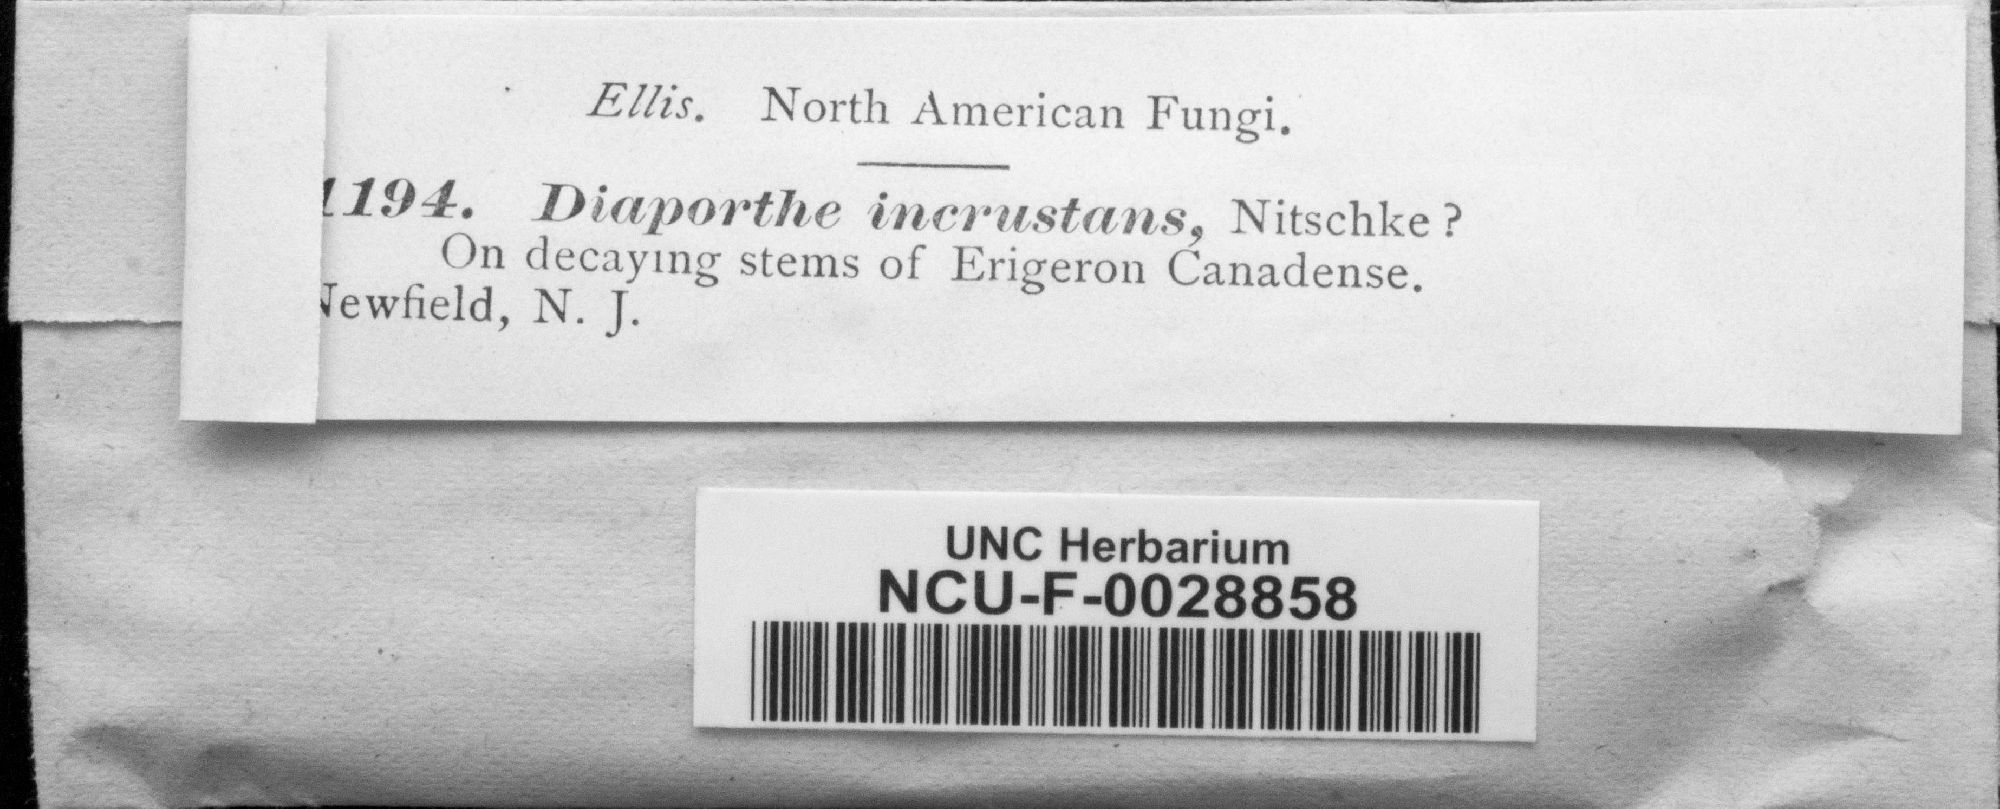 Ellis. North American Fungi.
1194. Diaporthe incrustans, Nitschke ?
On decaying stems of Erigeron Canadense.
Newfield, N. J.
UNC Herbarium
NCU-F-0028858